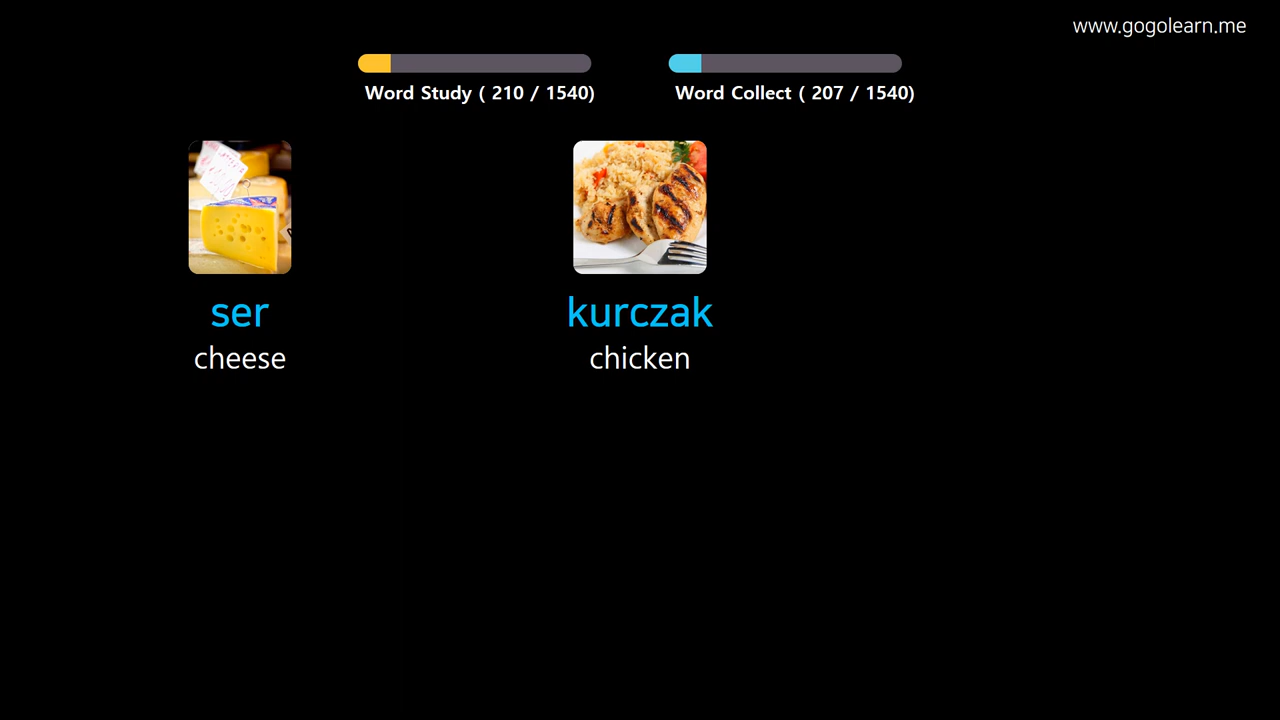 www.gogolearn.me
Word Study ( 210 / 1540)
Word Collect ( 207 / 1540)
ser
cheese
kurczak
chicken